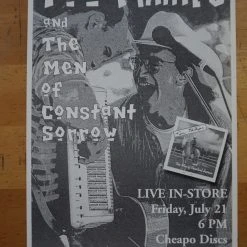 and
The
Men
of
Constant
Sorrow
LIVE IN-STORE
Friday, July 21
6 PM
Cheapo Discs